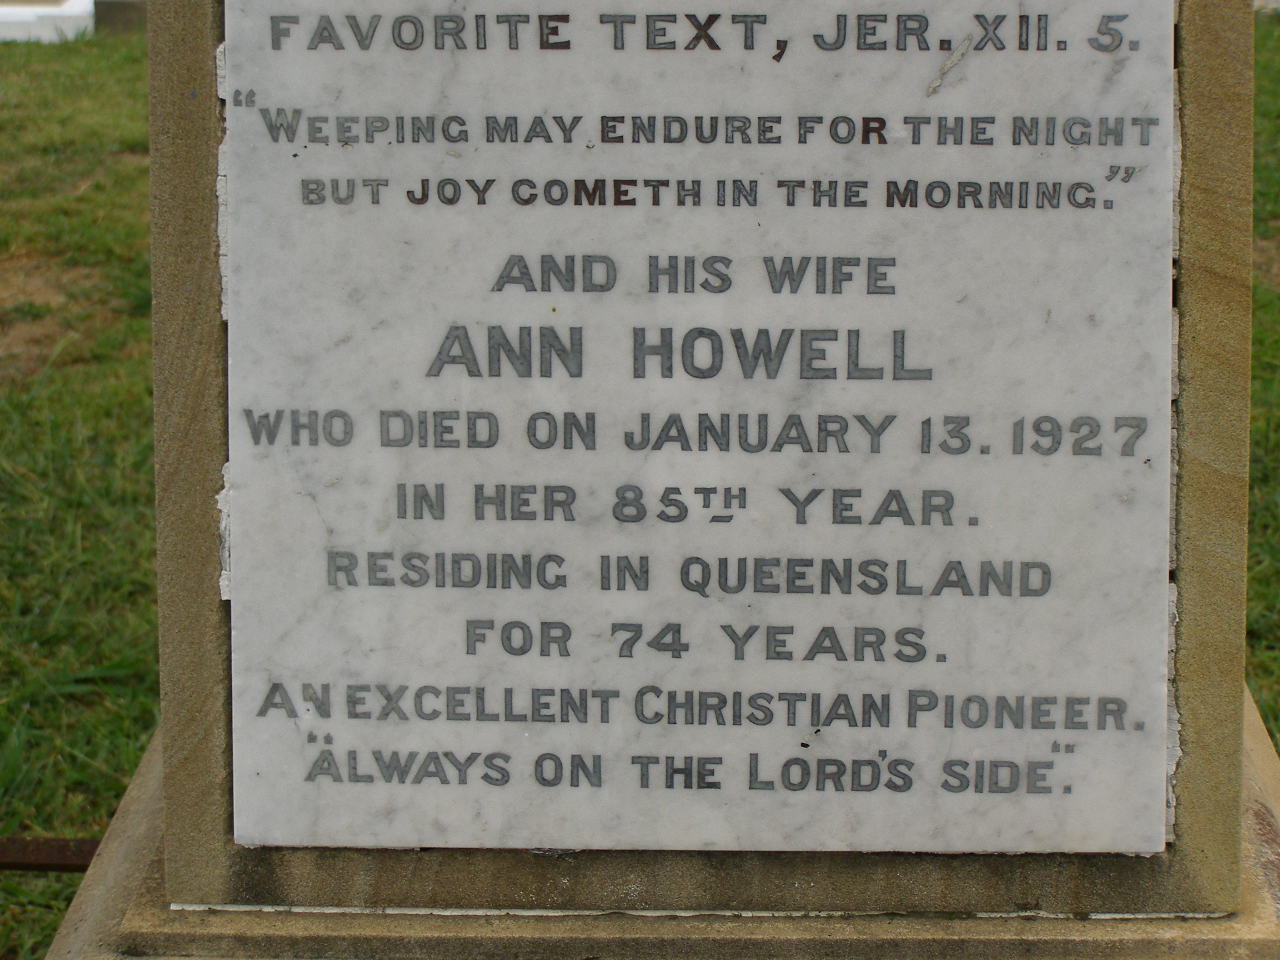 FAVORITE TEXT, JER. XII. 5.
"WEEPING MAY ENDURE FOR THE NIGHT
BUT JOY COMETH IN THE MORNING."
AND HIS WIFE
ANN HOWELL
WHO DIED ON JANUARY 13. 1927
IN HER 85TH YEAR.
RESIDING IN QUEENSLAND
FOR 74 YEARS.
AN EXCELLENT CHRISTIAN PIONEER.
"ALWAYS ON THE LORD'S SIDE."